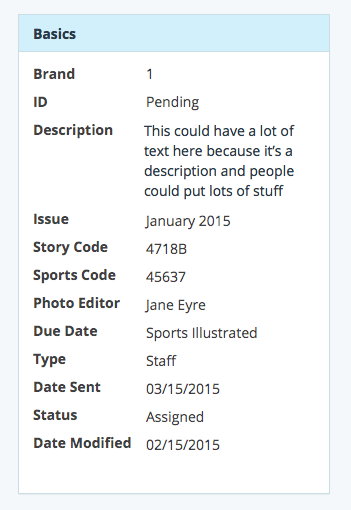 Basics
Brand 1
ID Pending
Description This could have a lot of
text here because it’s a
description and people
could put lots of stuff
Issue January 2015
Story Code 4718B
Sports Code 45637
Photo Editor Jane Eyre
Due Date Sports Illustrated
Type Staff
Date Sent 03/15/2015
Status Assigned
Date Modified 02/15/2015